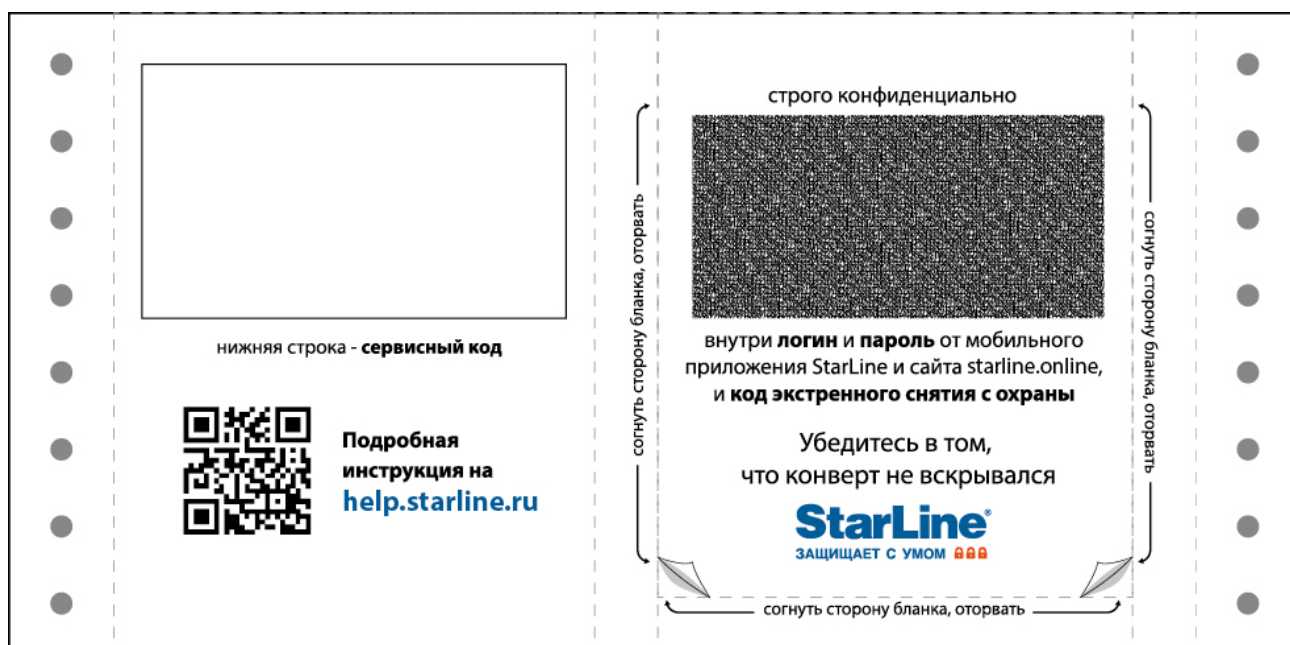 нижняя строка - сервисный код
Подробная
инструкция на
help.starline.ru
согнуть сторону бланка, оторвать
строго конфиденциально
внутри логин и пароль от мобильного
приложения StarLine и сайта starline.online,
и код экстренного снятия с охраны
Убедитесь в том,
что конверт не вскрывался
StarLine®
ЗАЩИЩАЕТ С УМОМ
согнуть сторону бланка, оторвать
согнуть сторону бланка, оторвать